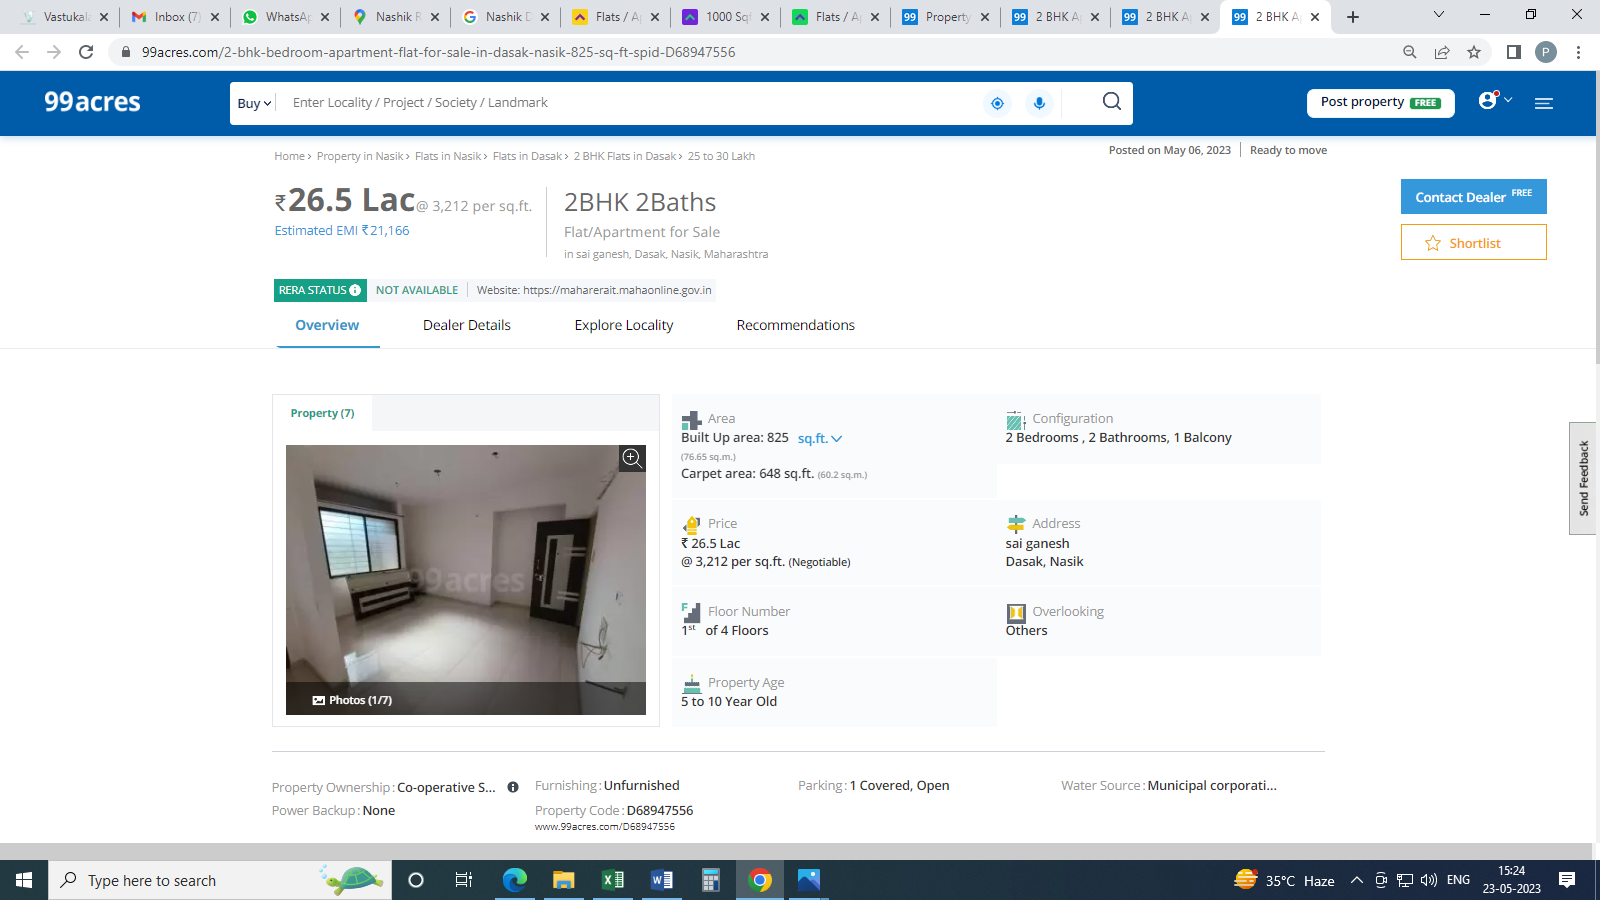 Vastukala
Inbox (7)
WhatsAp
Nashik R
Nashik D
Flats / A
1000 Sqf
Flats / A
Property
2 BHK A
2 BHK A
2 BHK A
99acres.com/2-bhk-bedroom-apartment-flat-for-sale-in-dasak-nasik-825-sq-ft-spid-D68947556
P
99acres
Buy
Enter Locality / Project / Society / Landmark
Post property FREE
Home › Property in Nasik › Flats in Nasik › Flats in Dasak › 2 BHK Flats in Dasak › 25 to 30 Lakh
Posted on May 06, 2023 | Ready to move
₹26.5 Lac @ 3,212 per sq.ft.
Estimated EMI ₹21,166
2BHK 2Baths
Flat/Apartment for Sale
in sai ganesh, Dasak, Nasik, Maharashtra
Contact Dealer FREE
Shortlist
RERA STATUS NOT AVAILABLE | Website: https://maharerait.mahaonline.gov.in
Overview
Dealer Details
Explore Locality
Recommendations
Property (7)
99acres
Photos (1/7)
Area
Built Up area: 825 sq.ft.
(76.65 sq.m.)
Carpet area: 648 sq.ft. (60.2 sq.m.)
Configuration
2 Bedrooms , 2 Bathrooms, 1 Balcony
Price
₹ 26.5 Lac
@ 3,212 per sq.ft. (Negotiable)
Address
sai ganesh
Dasak, Nasik
Floor Number
1st of 4 Floors
Overlooking
Others
Property Age
5 to 10 Year Old
Send Feedback
Property Ownership : Co-operative S...
Furnishing : Unfurnished
Parking : 1 Covered, Open
Water Source : Municipal corporati...
Power Backup : None
Property Code : D68947556
www.99acres.com/D68947556
Type here to search
35°C Haze
ENG
15:24
23-05-2023